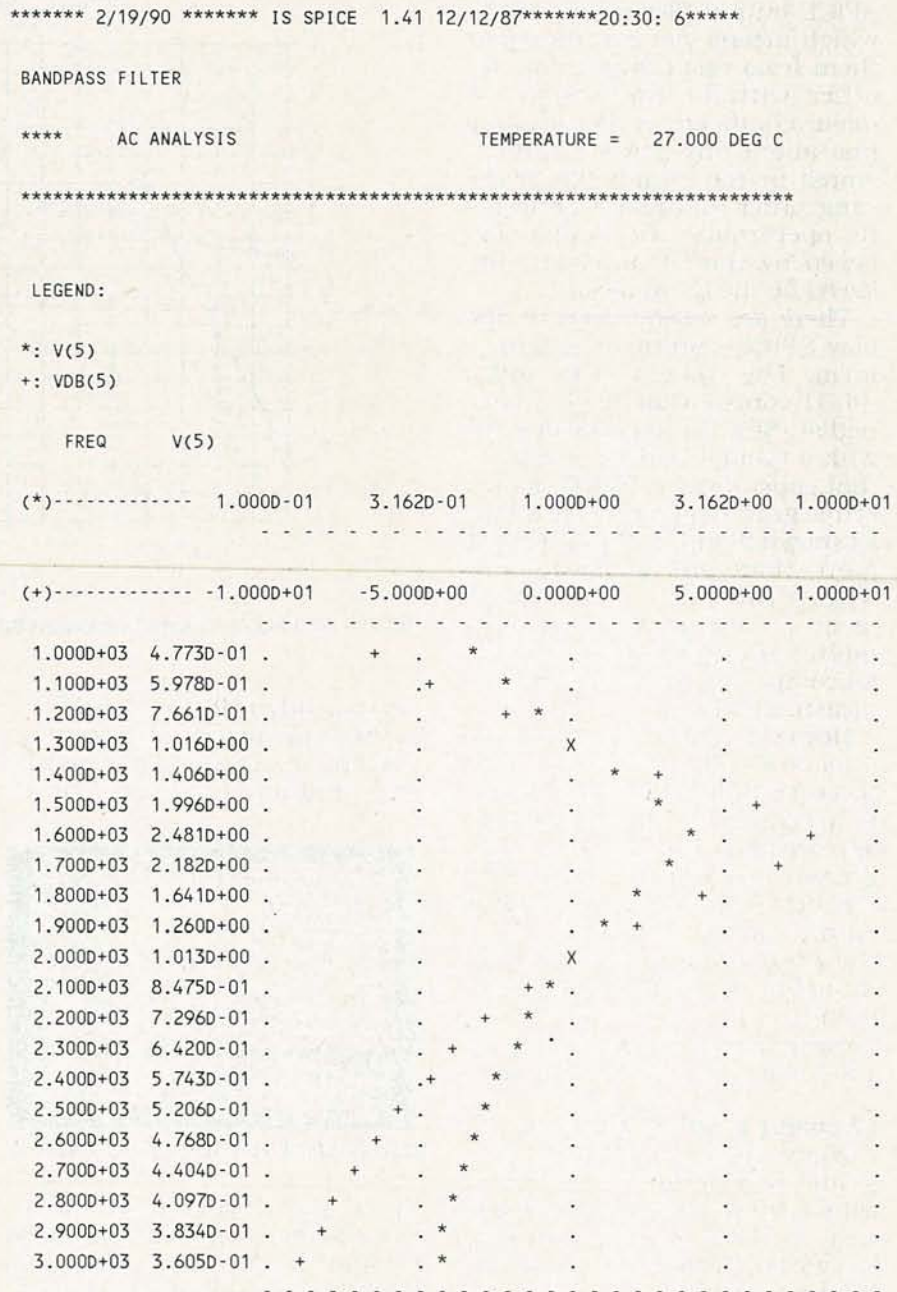 ******* 2/19/90 ******* IS SPICE 1.41 12/12/87*******20:30: 6*****
BANDPASS FILTER
**** AC ANALYSIS TEMPERATURE = 27.000 DEG C
************************************************************************
LEGEND:
*: V(5)
+: VDB(5)
FREQ V(5)
(*)-------------- 1.000D-01 3.162D-01 1.000D+00 3.162D+00 1.000D+01
- - - - - - - - - - - - - - - - - - - - - - - - - - - - -
(+)------------- -1.000D+01 -5.000D+00 0.000D+00 5.000D+00 1.000D+01
- - - - - - - - - - - - - - - - - - - - - - - - - - - - -
1.000D+03 4.773D-01 . + . * . . .
1.100D+03 5.978D-01 . .+ * . . .
1.200D+03 7.661D-01 . . + * . . .
1.300D+03 1.016D+00 . . X . .
1.400D+03 1.406D+00 . . . * + . .
1.500D+03 1.996D+00 . . . * . + .
1.600D+03 2.481D+00 . . . * . + .
1.700D+03 2.182D+00 . . . * . + .
1.800D+03 1.641D+00 . . . * + . .
1.900D+03 1.260D+00 . . . * + . .
2.000D+03 1.013D+00 . . X . .
2.100D+03 8.475D-01 . . + * . . .
2.200D+03 7.296D-01 . . + * . . .
2.300D+03 6.420D-01 . . + * . . .
2.400D+03 5.743D-01 . .+ * . . .
2.500D+03 5.206D-01 . + . * . . .
2.600D+03 4.768D-01 . + . * . . .
2.700D+03 4.404D-01 . + . * . . .
2.800D+03 4.097D-01 . + . * . . .
2.900D+03 3.834D-01 . + . * . . .
3.000D+03 3.605D-01 . + . * . . .
- - - - - - - - - - - - - - - - - - - - - - - - - - - - -